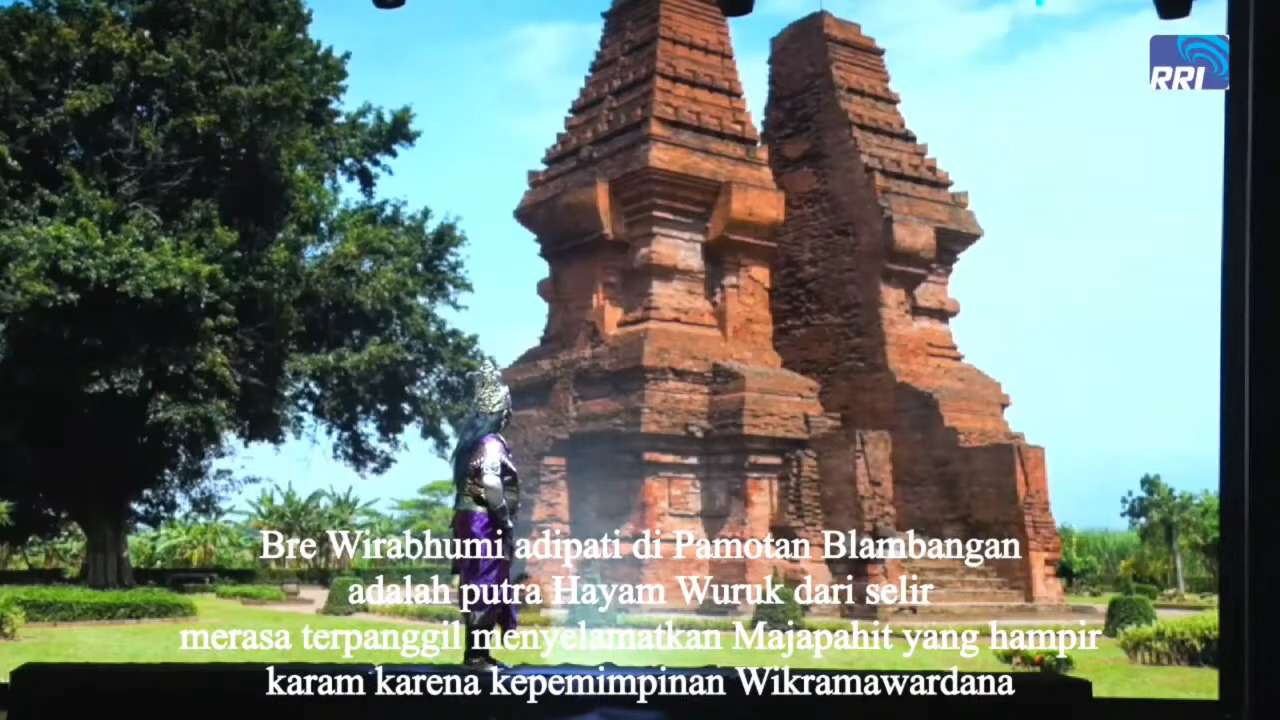 RRI
Bre Wirabhumi adipati di Pamotan Blambangan
adalah putra Hayam Wuruk dari selir
merasa terpanggil menyelamatkan Majapahit yang hampir
karam karena kepemimpinan Wikramawardana